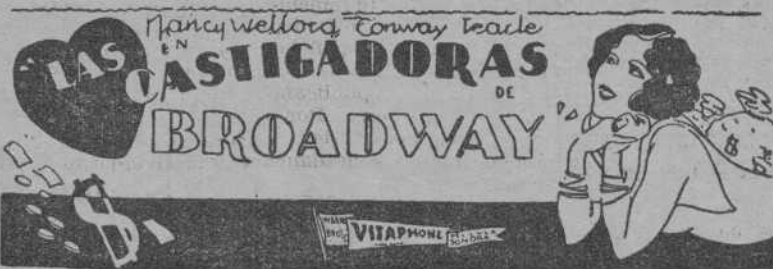 Nancy Welford Conway Tearle
EN
LAS CASTIGADORAS
DE
BROADWAY
$
VITAPHONE